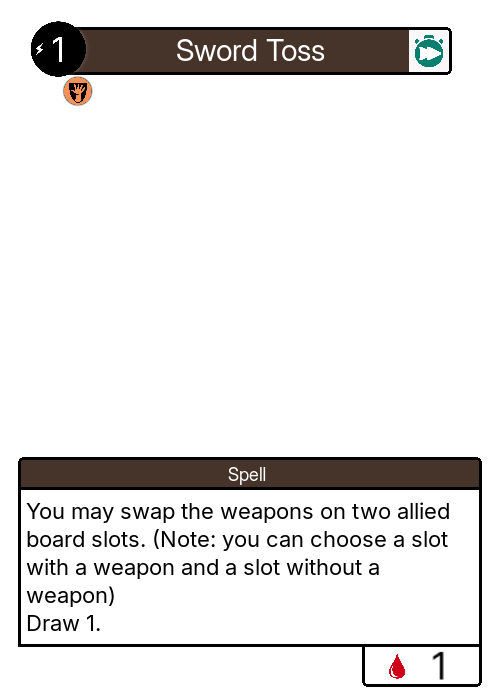 1 Sword Toss
Spell
You may swap the weapons on two allied
board slots. (Note: you can choose a slot
with a weapon and a slot without a
weapon)
Draw 1.
1